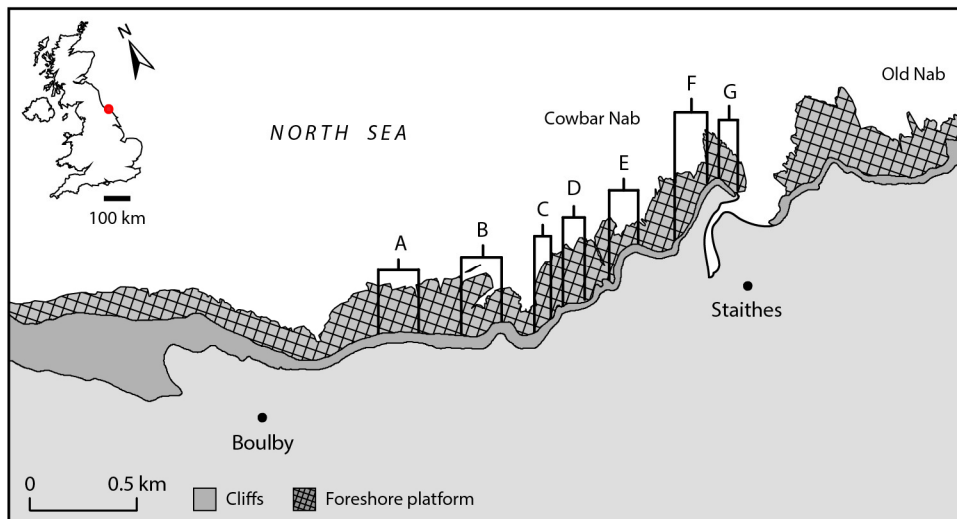 N
100 km
NORTH SEA
Cowbar Nab
Old Nab
A
B
C
D
E
F
G
Staithes
Boulby
0 0.5 km
Cliffs
Foreshore platform